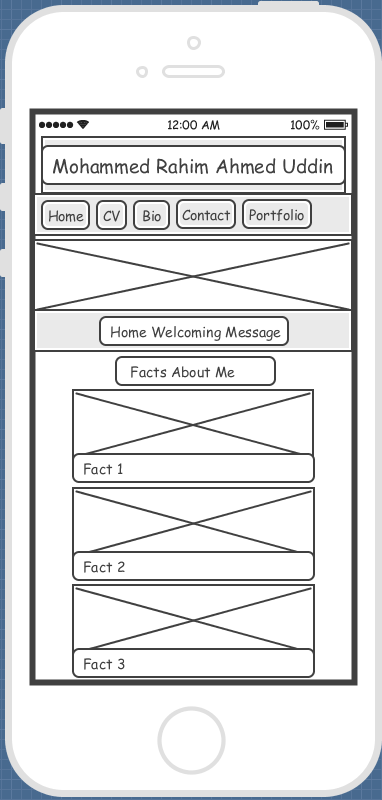 12:00 AM 100%
Mohammed Rahim Ahmed Uddin
Home CV Bio Contact Portfolio
Home Welcoming Message
Facts About Me
Fact 1
Fact 2
Fact 3